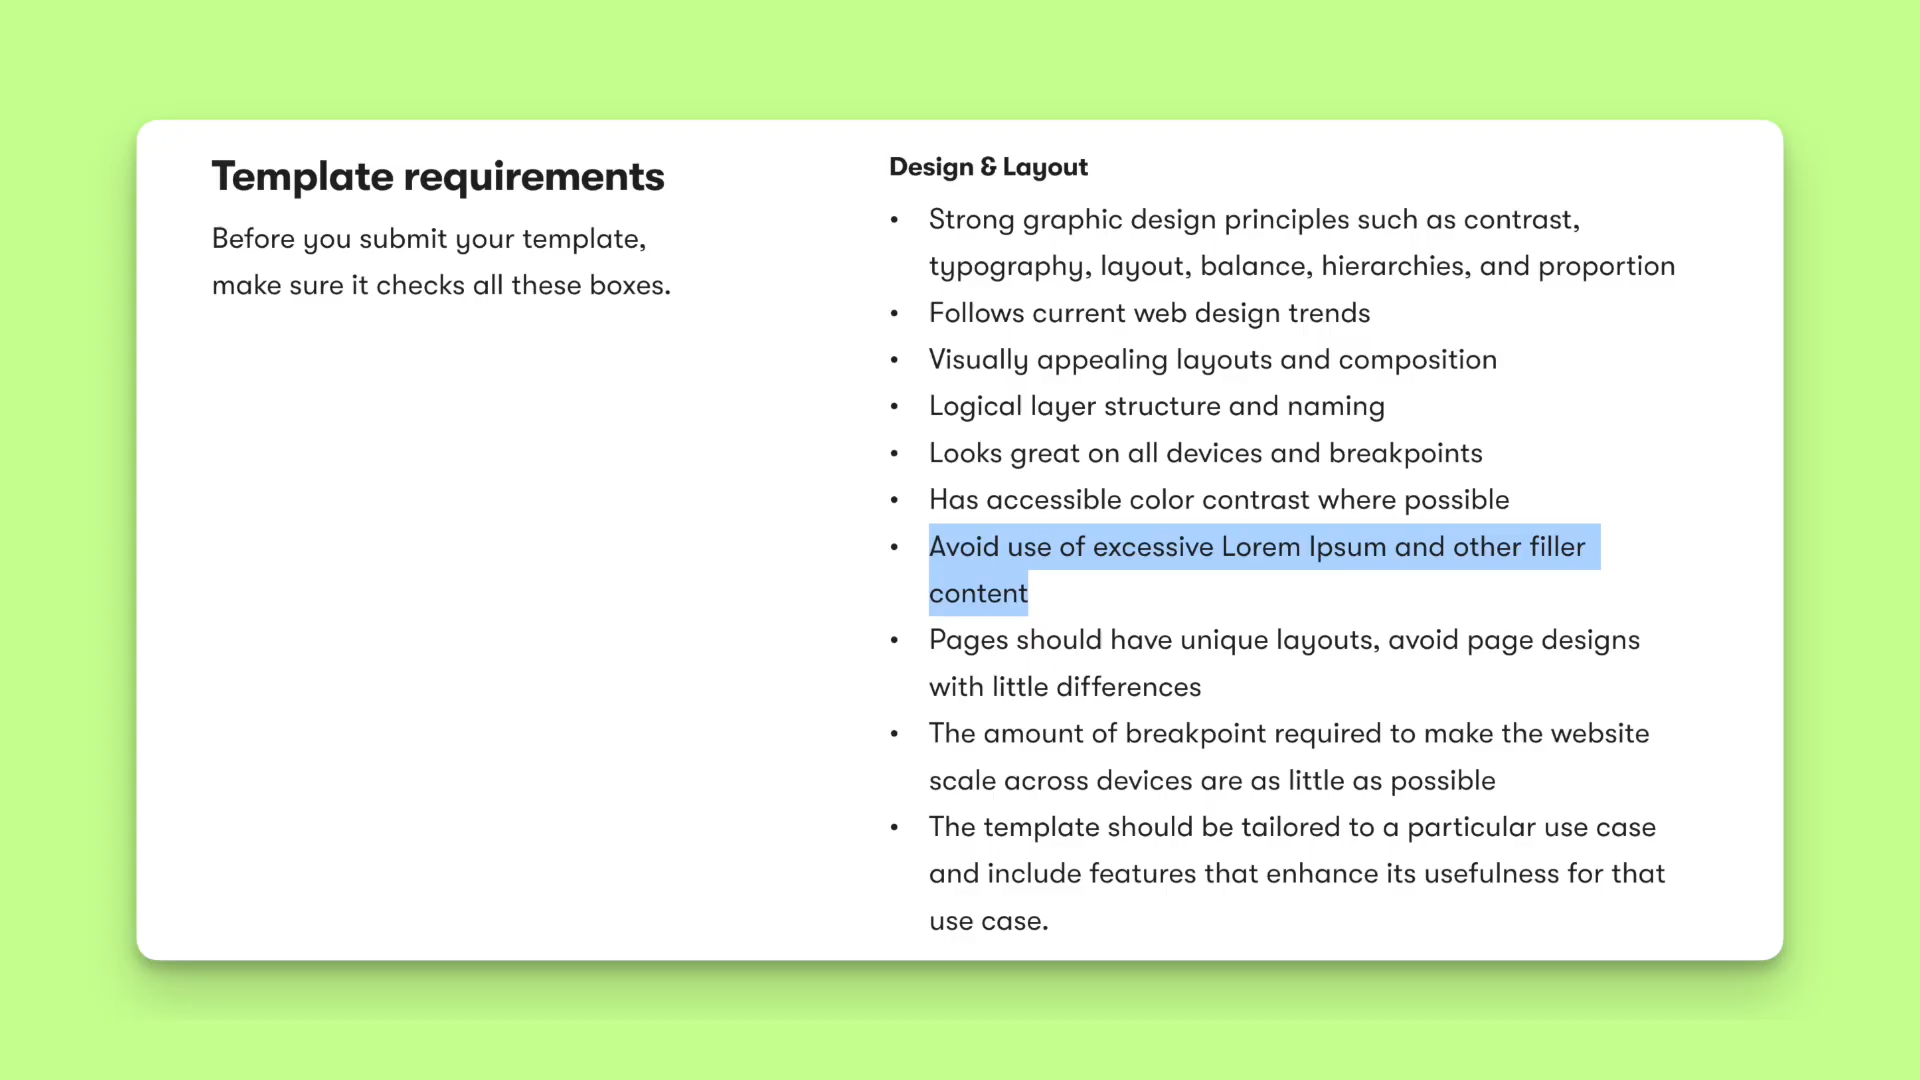 Template requirements
Before you submit your template,
make sure it checks all these boxes.
Design & Layout
• Strong graphic design principles such as contrast,
typography, layout, balance, hierarchies, and proportion
• Follows current web design trends
• Visually appealing layouts and composition
• Logical layer structure and naming
• Looks great on all devices and breakpoints
• Has accessible color contrast where possible
• Avoid use of excessive Lorem Ipsum and other filler
content
• Pages should have unique layouts, avoid page designs
with little differences
• The amount of breakpoint required to make the website
scale across devices are as little as possible
• The template should be tailored to a particular use case
and include features that enhance its usefulness for that
use case.